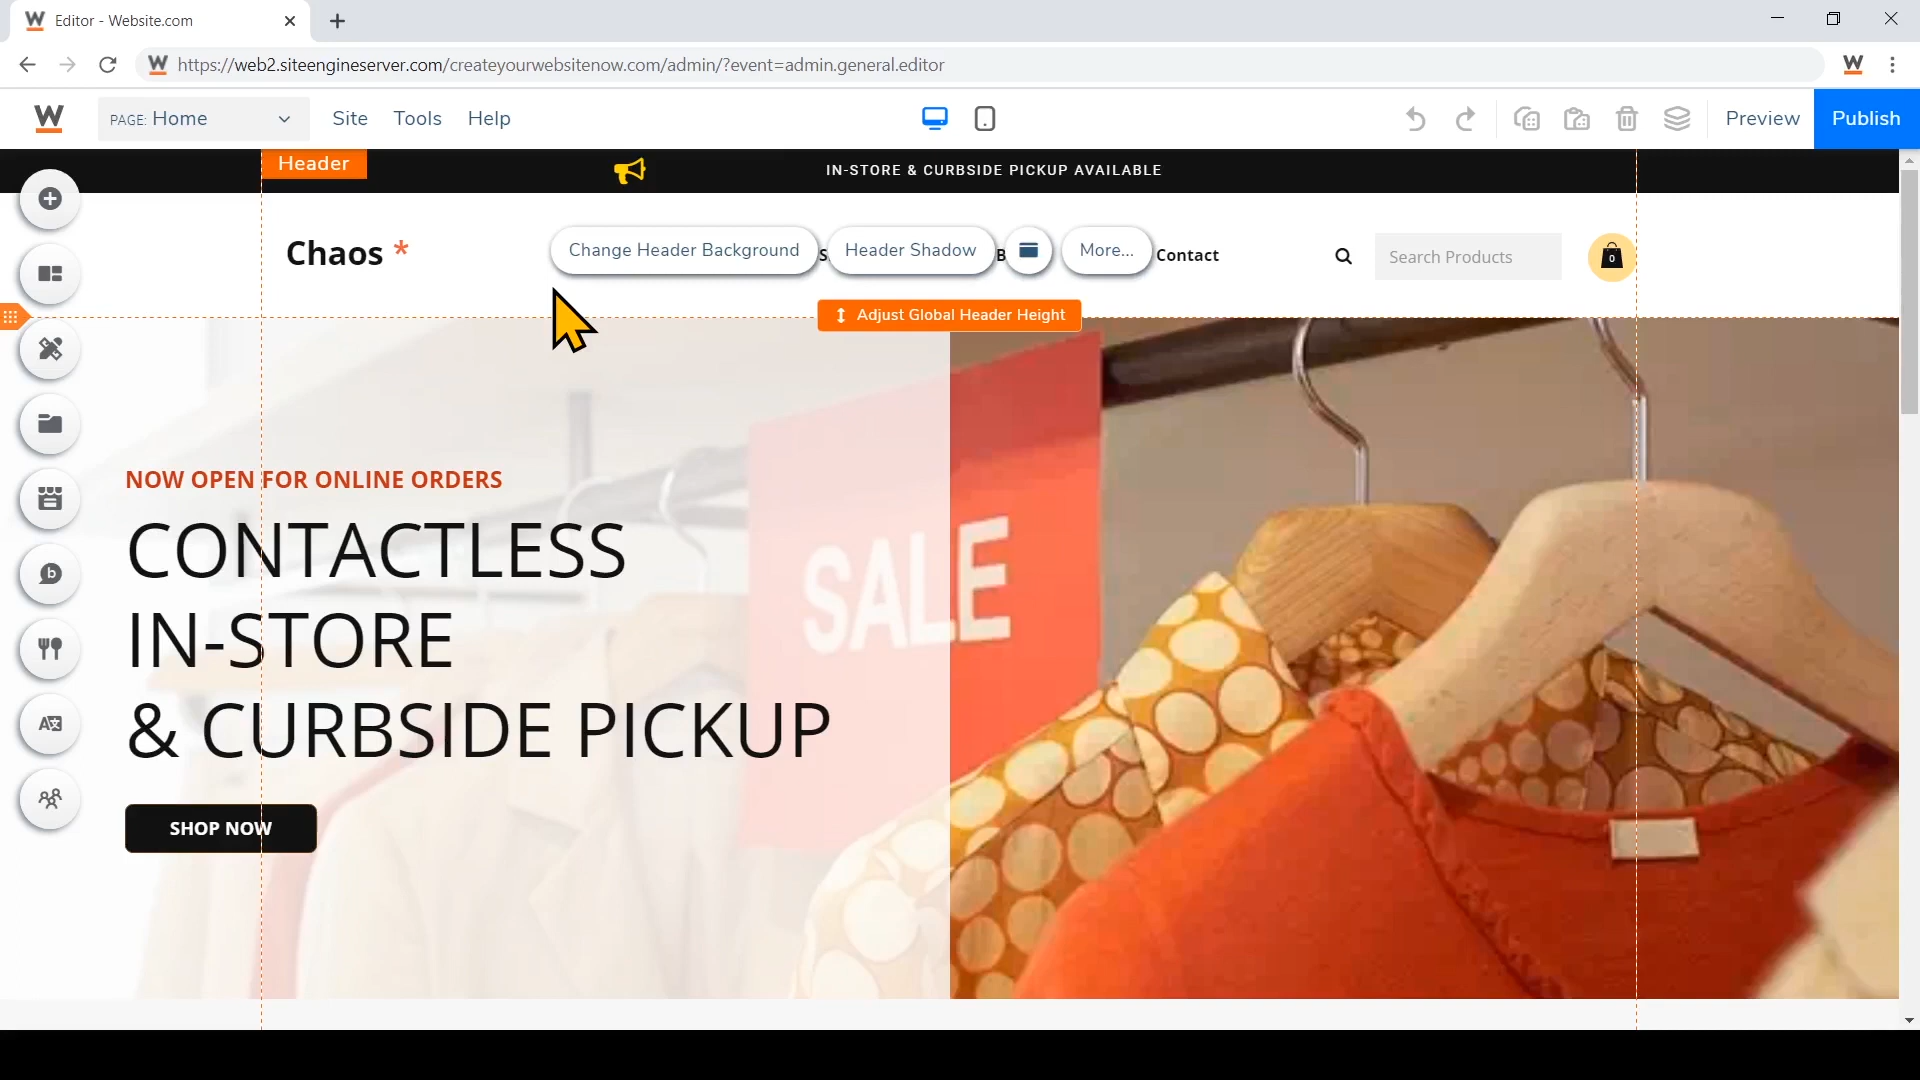 Editor - Website.com
https://web2.siteengineserver.com/createyourwebsitenow.com/admin/?event=admin.general.editor
W
PAGE: Home
Site
Tools
Help
Preview
Publish
Header
IN-STORE & CURBSIDE PICKUP AVAILABLE
Chaos *
Change Header Background
Header Shadow
More...
Contact
Search Products
0
Adjust Global Header Height
NOW OPEN FOR ONLINE ORDERS
CONTACTLESS
IN-STORE
& CURBSIDE PICKUP
SALE
SHOP NOW